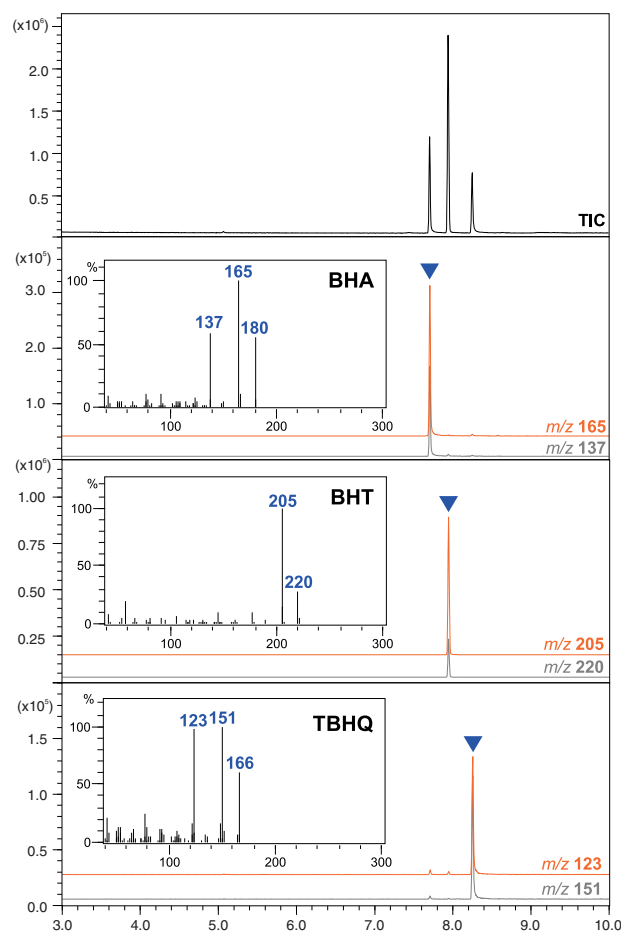 (x10⁶)
2.0
1.5
1.0
0.5
TIC
(x10⁵)
3.0
2.0
1.0
%
100
50
0
165
137
180
BHA
100 200 300
m/z 165
m/z 137
(x10⁶)
1.00
0.75
0.50
0.25
%
100
50
0
205
220
BHT
100 200 300
m/z 205
m/z 220
(x10⁵)
1.5
1.0
0.5
0.0
%
100
50
0
123 151
166
TBHQ
100 200 300
m/z 123
m/z 151
3.0 4.0 5.0 6.0 7.0 8.0 9.0 10.0